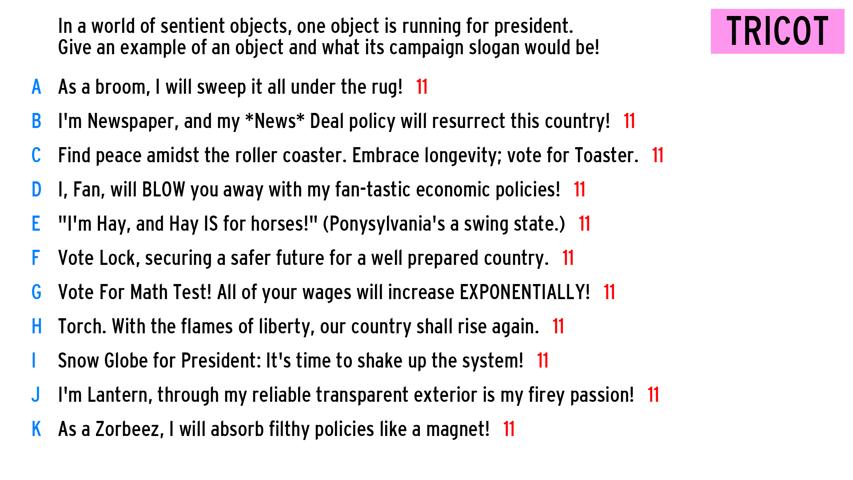 In a world of sentient objects, one object is running for president.
Give an example of an object and what its campaign slogan would be!
TRICOT
A As a broom, I will sweep it all under the rug! 11
B I'm Newspaper, and my *News* Deal policy will resurrect this country! 11
C Find peace amidst the roller coaster. Embrace longevity; vote for Toaster. 11
D I, Fan, will BLOW you away with my fan-tastic economic policies! 11
E "I'm Hay, and Hay IS for horses!" (Ponysylvania's a swing state.) 11
F Vote Lock, securing a safer future for a well prepared country. 11
G Vote For Math Test! All of your wages will increase EXPONENTIALLY! 11
H Torch. With the flames of liberty, our country shall rise again. 11
I Snow Globe for President: It's time to shake up the system! 11
J I'm Lantern, through my reliable transparent exterior is my firey passion! 11
K As a Zorbeez, I will absorb filthy policies like a magnet! 11